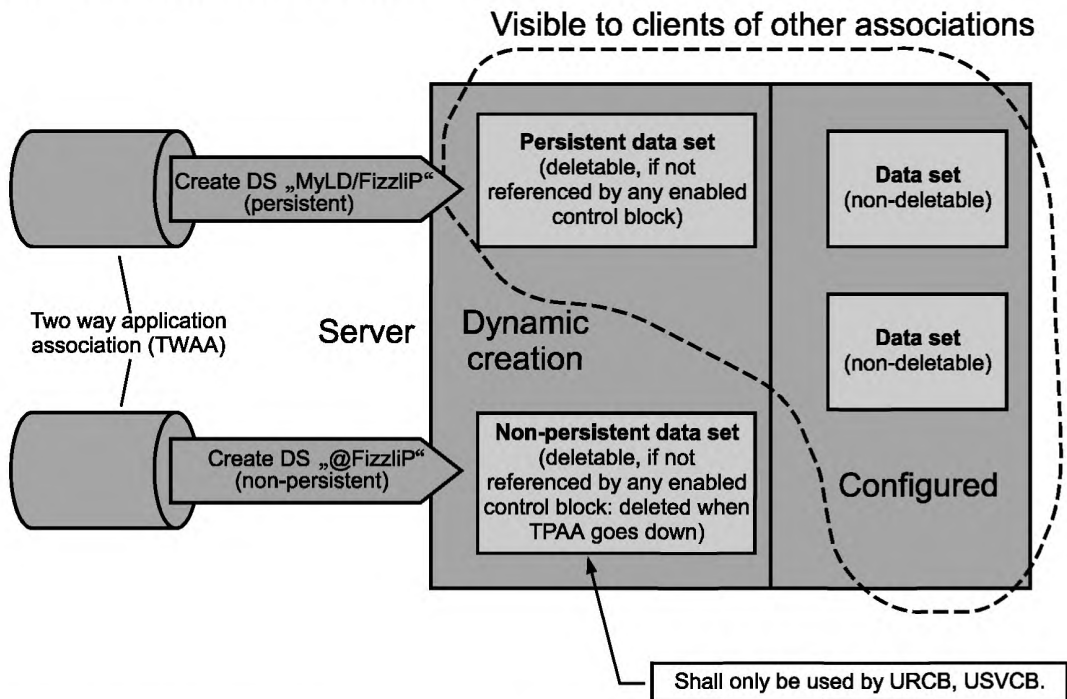 Visible to clients of other associations
Create DS „MyLD/FizzliP“
(persistent)
Persistent data set
(deletable, if not
referenced by any enabled
control block)
Data set
(non-deletable)
Two way application
association (TWAA)
Server
Dynamic
creation
Data set
(non-deletable)
Create DS „@FizzliP“
(non-persistent)
Non-persistent data set
(deletable, if not
referenced by any enabled
control block: deleted when
TPAA goes down)
Configured
Shall only be used by URCB, USVCB.